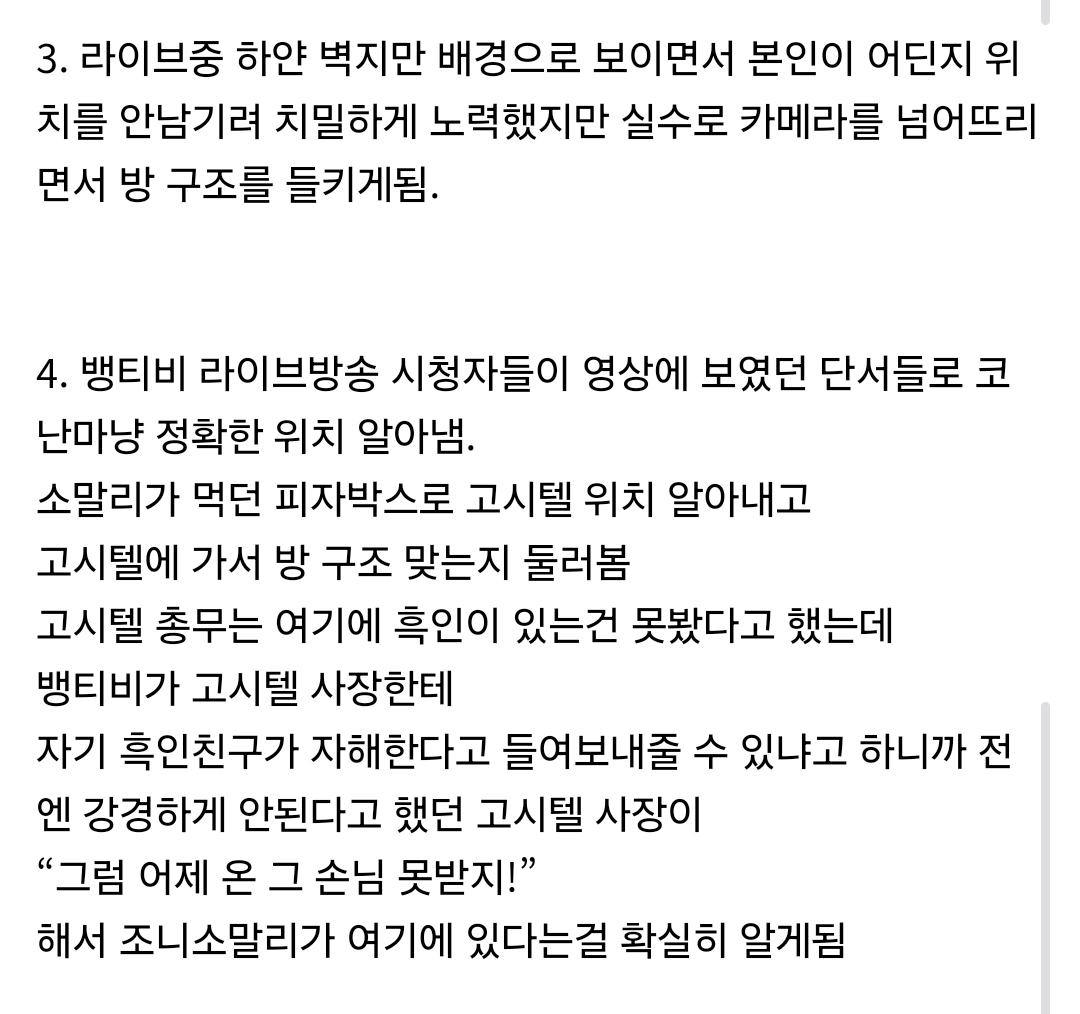 3. 라이브중 하얀 벽지만 배경으로 보이면서 본인이 어딘지 위
치를 안남기려 치밀하게 노력했지만 실수로 카메라를 넘어뜨리
면서 방 구조를 들키게됨.
4. 뱅티비 라이브방송 시청자들이 영상에 보였던 단서들로 코
난마냥 정확한 위치 알아냄.
소말리가 먹던 피자박스로 고시텔 위치 알아내고
고시텔에 가서 방 구조 맞는지 둘러봄
고시텔 총무는 여기에 흑인이 있는건 못봤다고 했는데
뱅티비가 고시텔 사장한테
자기 흑인친구가 자해한다고 들여보내줄 수 있냐고 하니까 전
엔 강경하게 안된다고 했던 고시텔 사장이
“그럼 어제 온 그 손님 못받지!”
해서 조니소말리가 여기에 있다는걸 확실히 알게됨